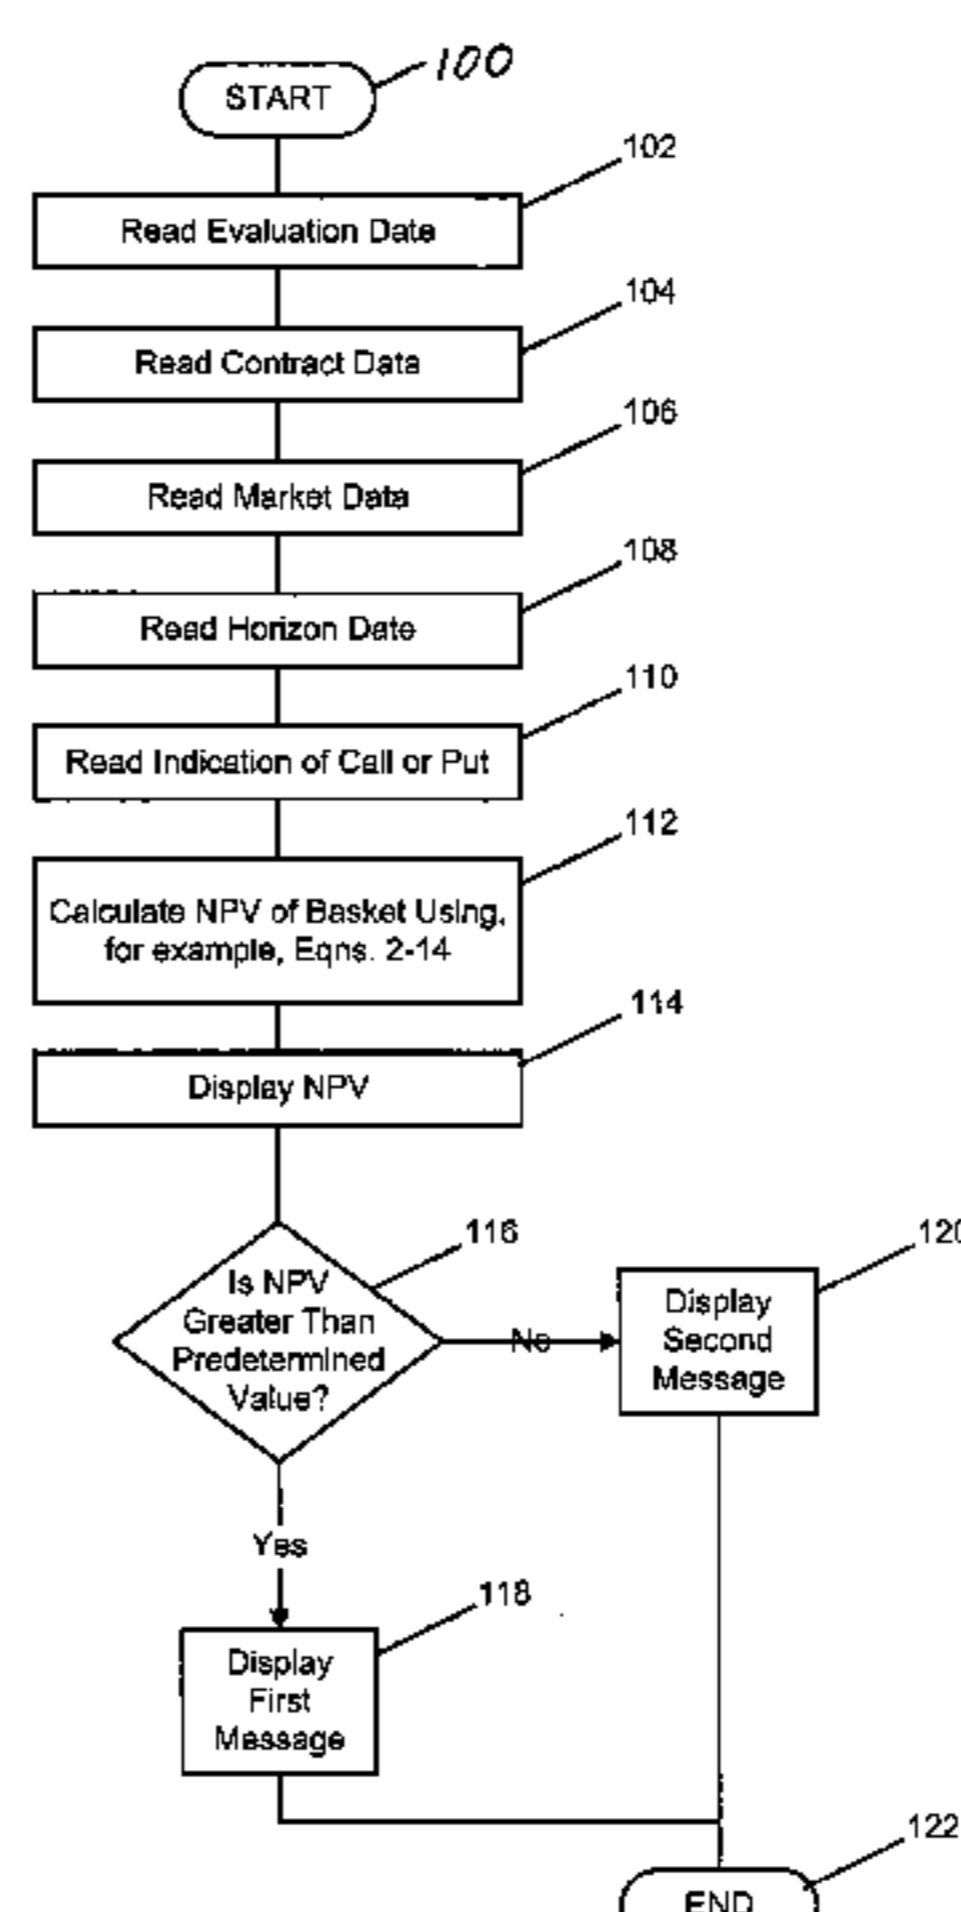 100
START
102
Read Evaluation Date
104
Read Contract Data
106
Read Market Data
108
Read Horizon Date
110
Read Indication of Call or Put
112
Calculate NPV of Basket Using,
for example, Eqns. 2-14
114
Display NPV
116
Is NPV
Greater Than
Predetermined
Value?
No
120
Display
Second
Message
Yes
118
Display
First
Message
122
END